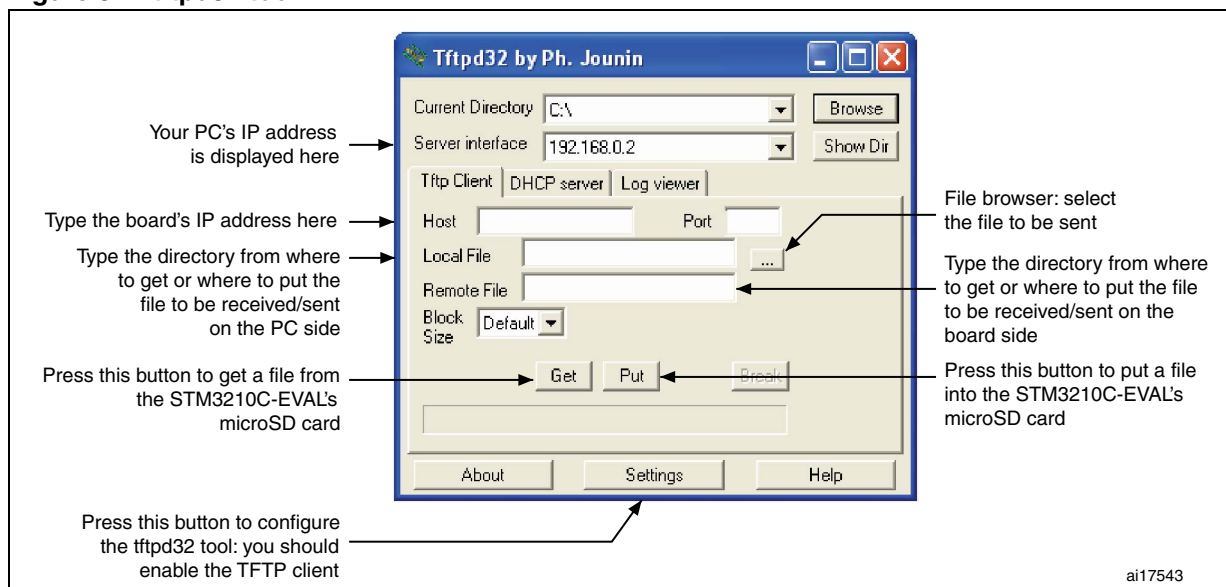 Tftpd32 by Ph. Jounin
Current Directory C:\ Browse
Server interface 192.168.0.2 Show Dir
Your PC's IP address
is displayed here
Tftp Client DHCP server Log viewer
Type the board's IP address here
Host Port
File browser: select
the file to be sent
Type the directory from where
to get or where to put the
file to be received/sent
on the PC side
Local File ...
Remote File
Type the directory from where
to get or where to put the file
to be received/sent on the
board side
Block
Size Default
Press this button to get a file from
the STM3210C-EVAL's
microSD card
Get Put Break
Press this button to put a file
into the STM3210C-EVAL's
microSD card
About Settings Help
Press this button to configure
the tftpd32 tool: you should
enable the TFTP client
ai17543